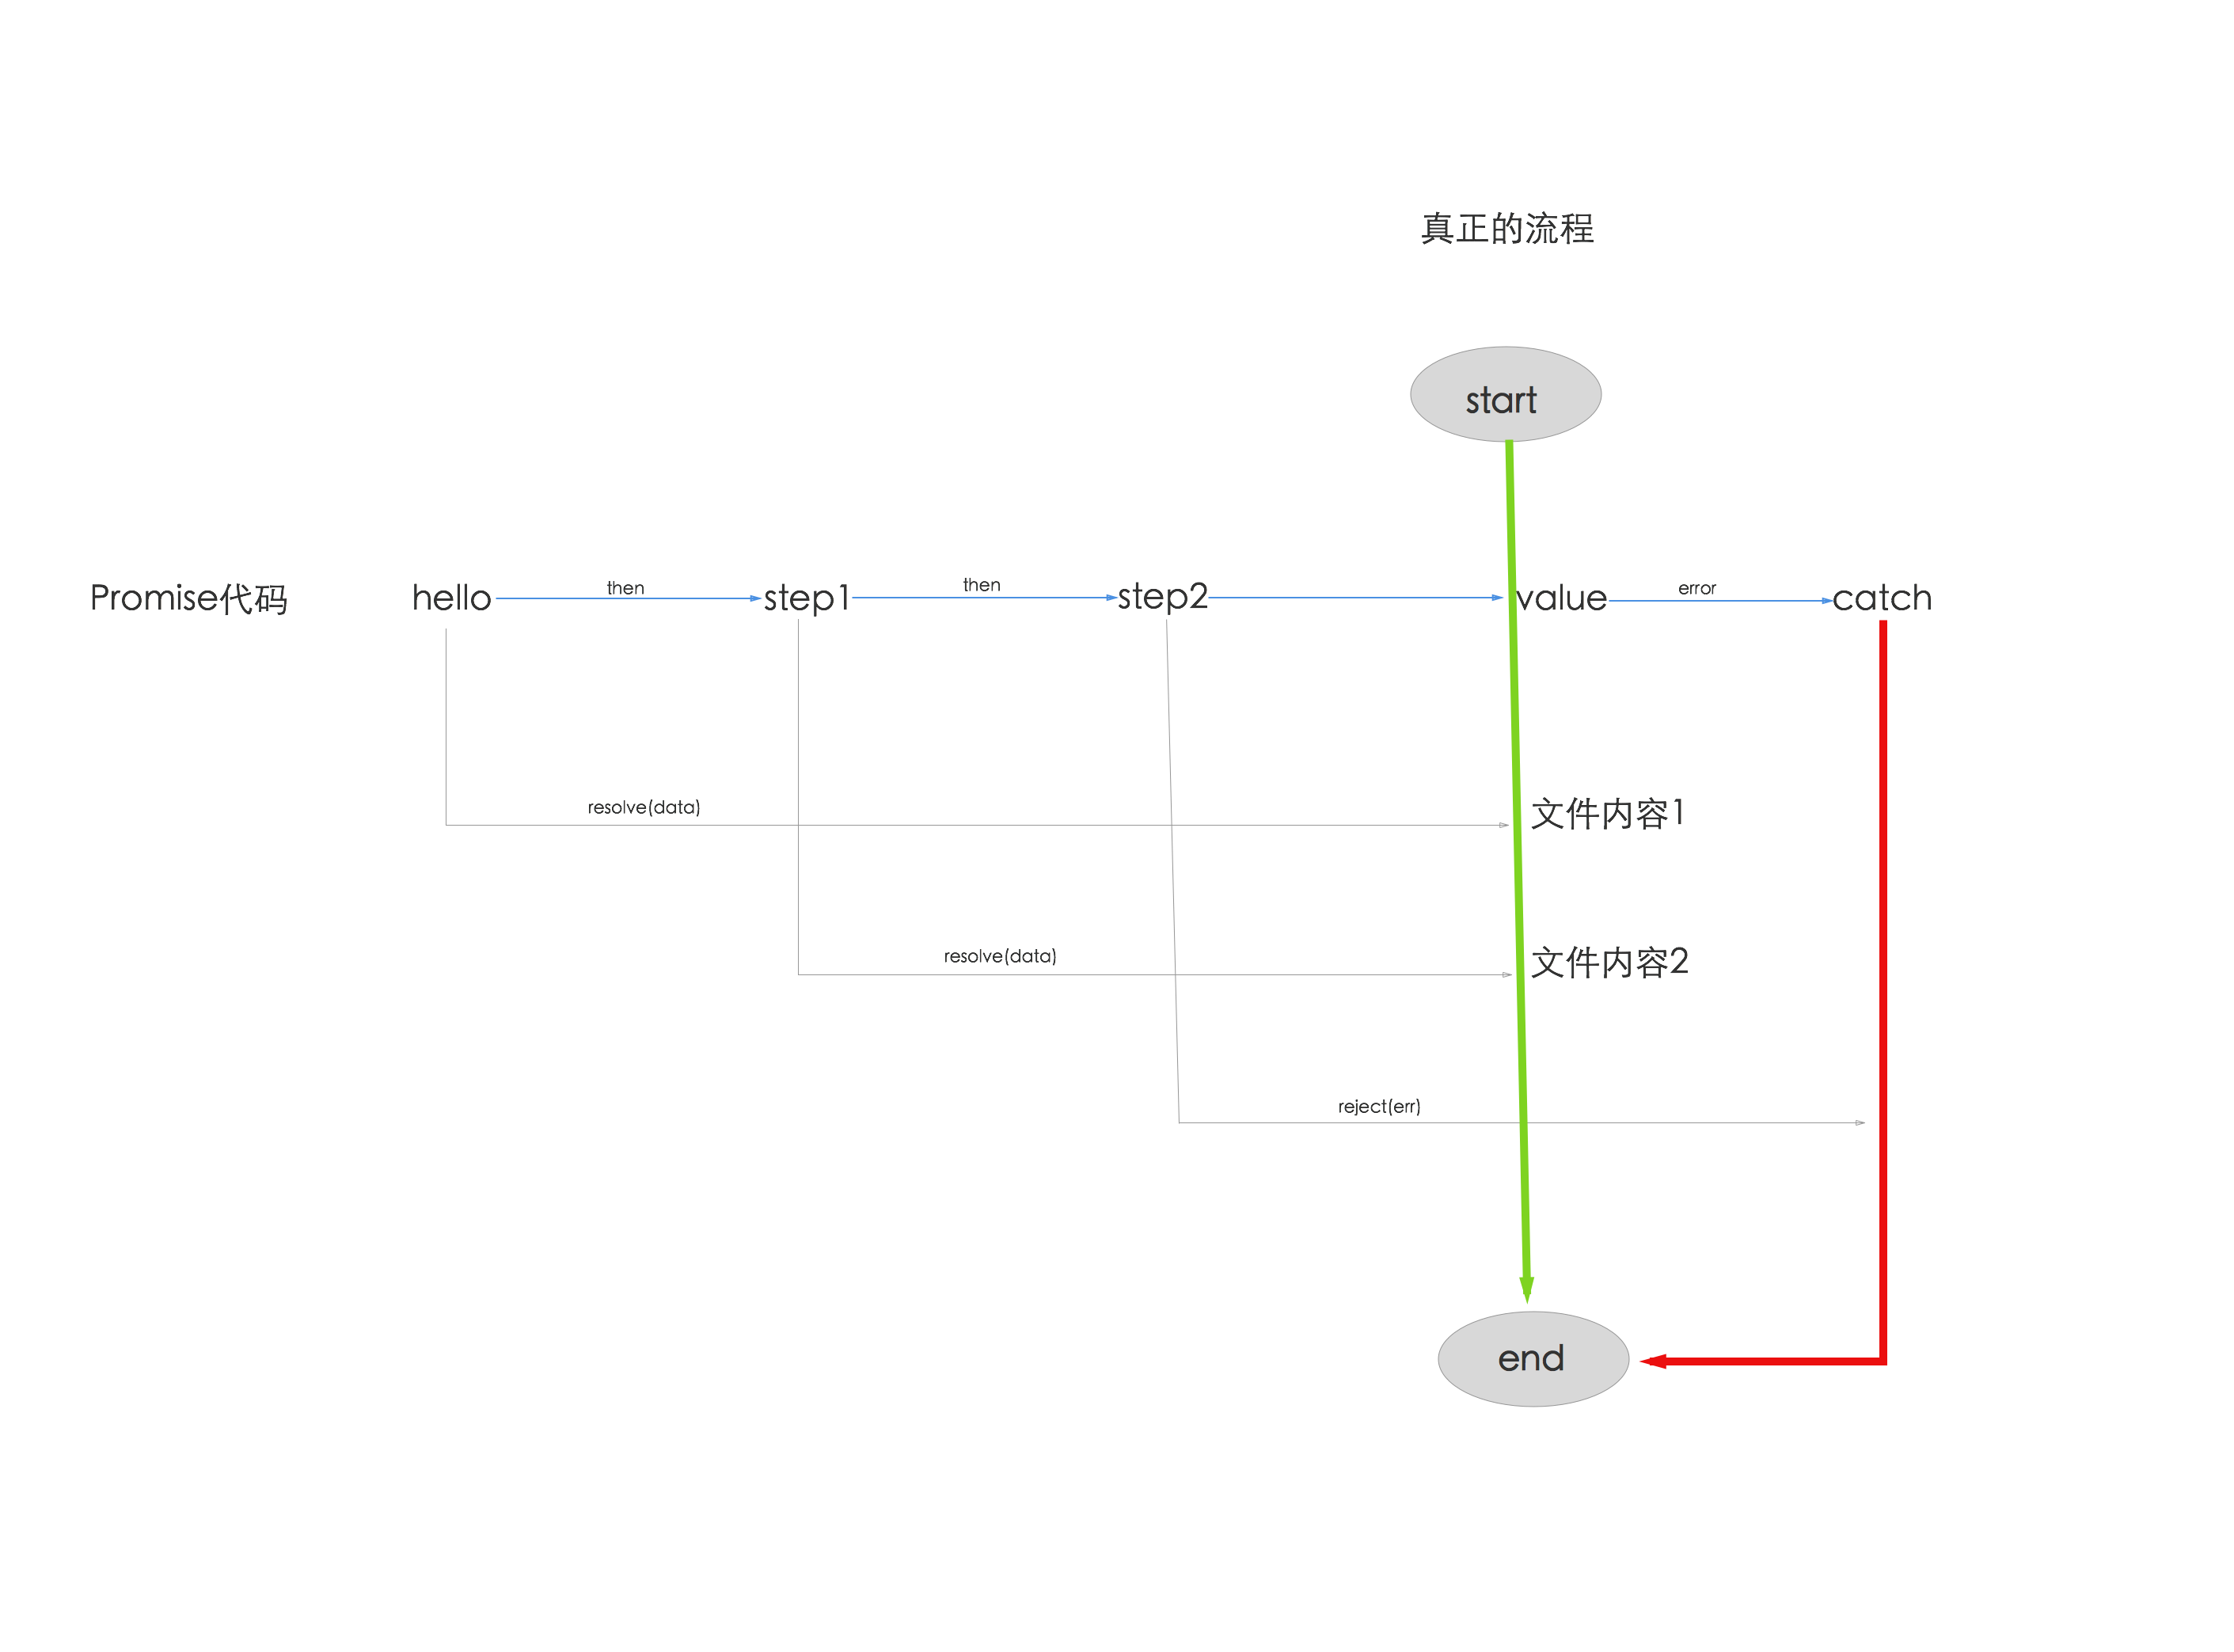 真正的流程
start
Promise代码
hello
then
step1
then
step2
value
error
catch
resolve(data)
文件内容1
resolve(data)
文件内容2
reject(err)
end